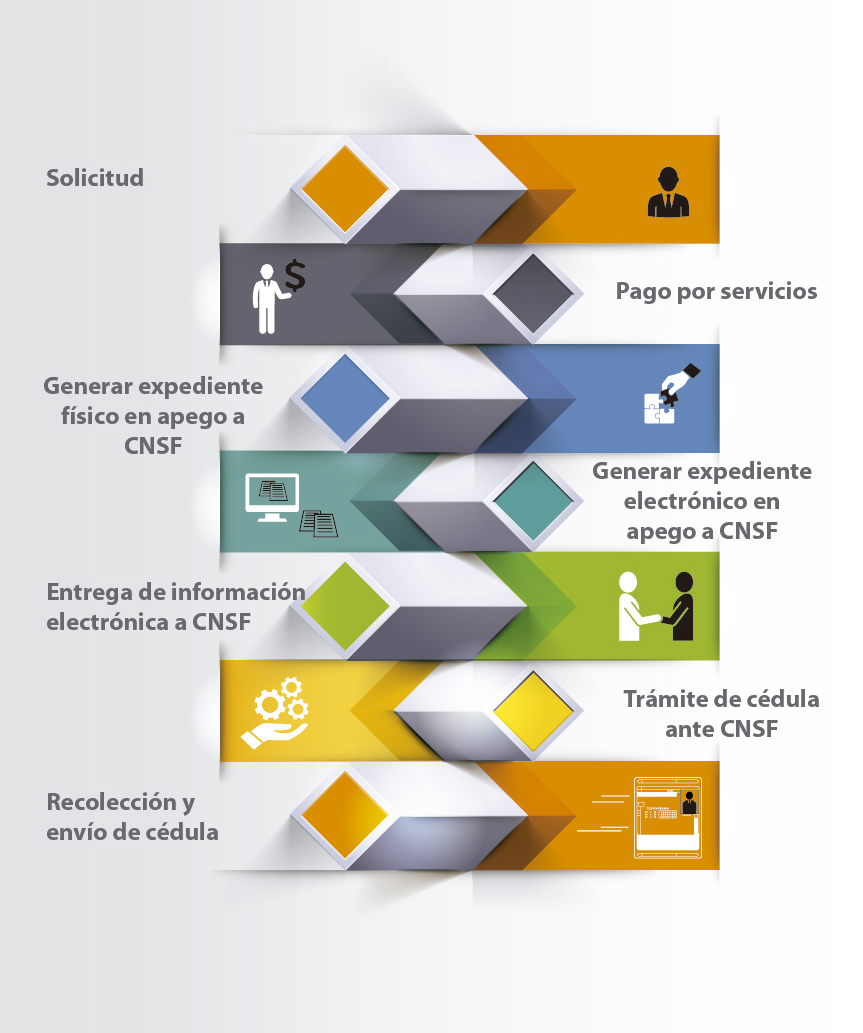 Solicitud
$
Pago por servicios
Generar expediente
físico en apego a
CNSF
Generar expediente
electrónico en
apego a CNSF
Entrega de información
electrónica a CNSF
Trámite de cédula
ante CNSF
Recolección y
envío de cédula